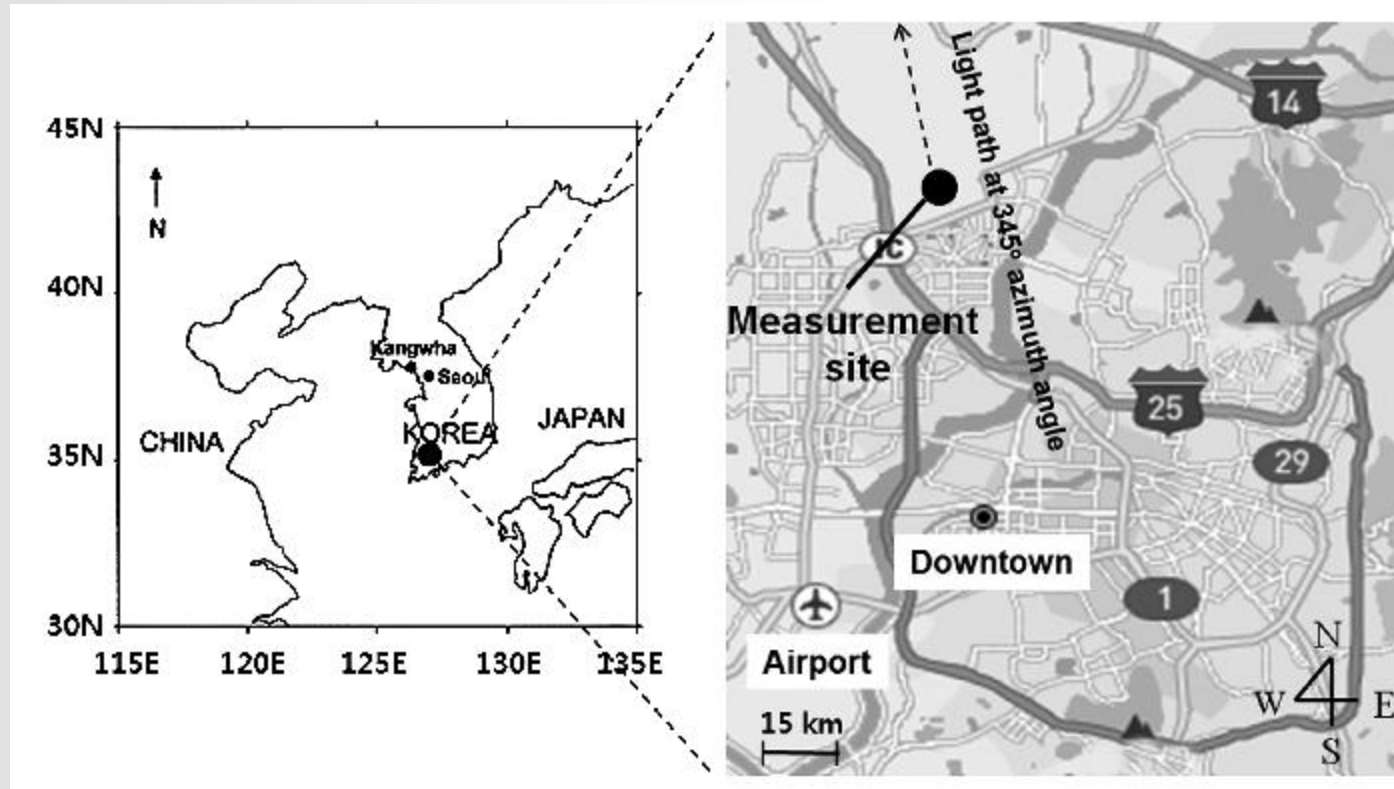 45N
40N
35N
30N
115E
120E
125E
130E
135E
N
Kangwha
Seoul
KOREA
CHINA
JAPAN
Light path at 345° azimuth angle
14
IC
Measurement
site
25
29
Downtown
1
Airport
15 km
N
W
E
S